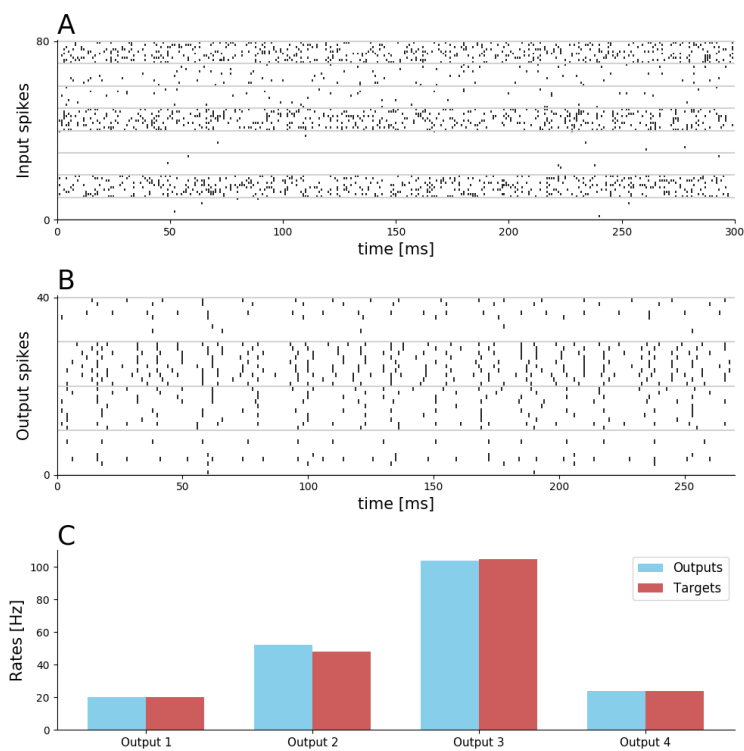 A
80
Input spikes
0
0 50 100 150 200 250 300
time [ms]
B
40
Output spikes
0
0 50 100 150 200 250
time [ms]
C
100
80
60
40
20
0
Rates [Hz]
Outputs
Targets
Output 1 Output 2 Output 3 Output 4